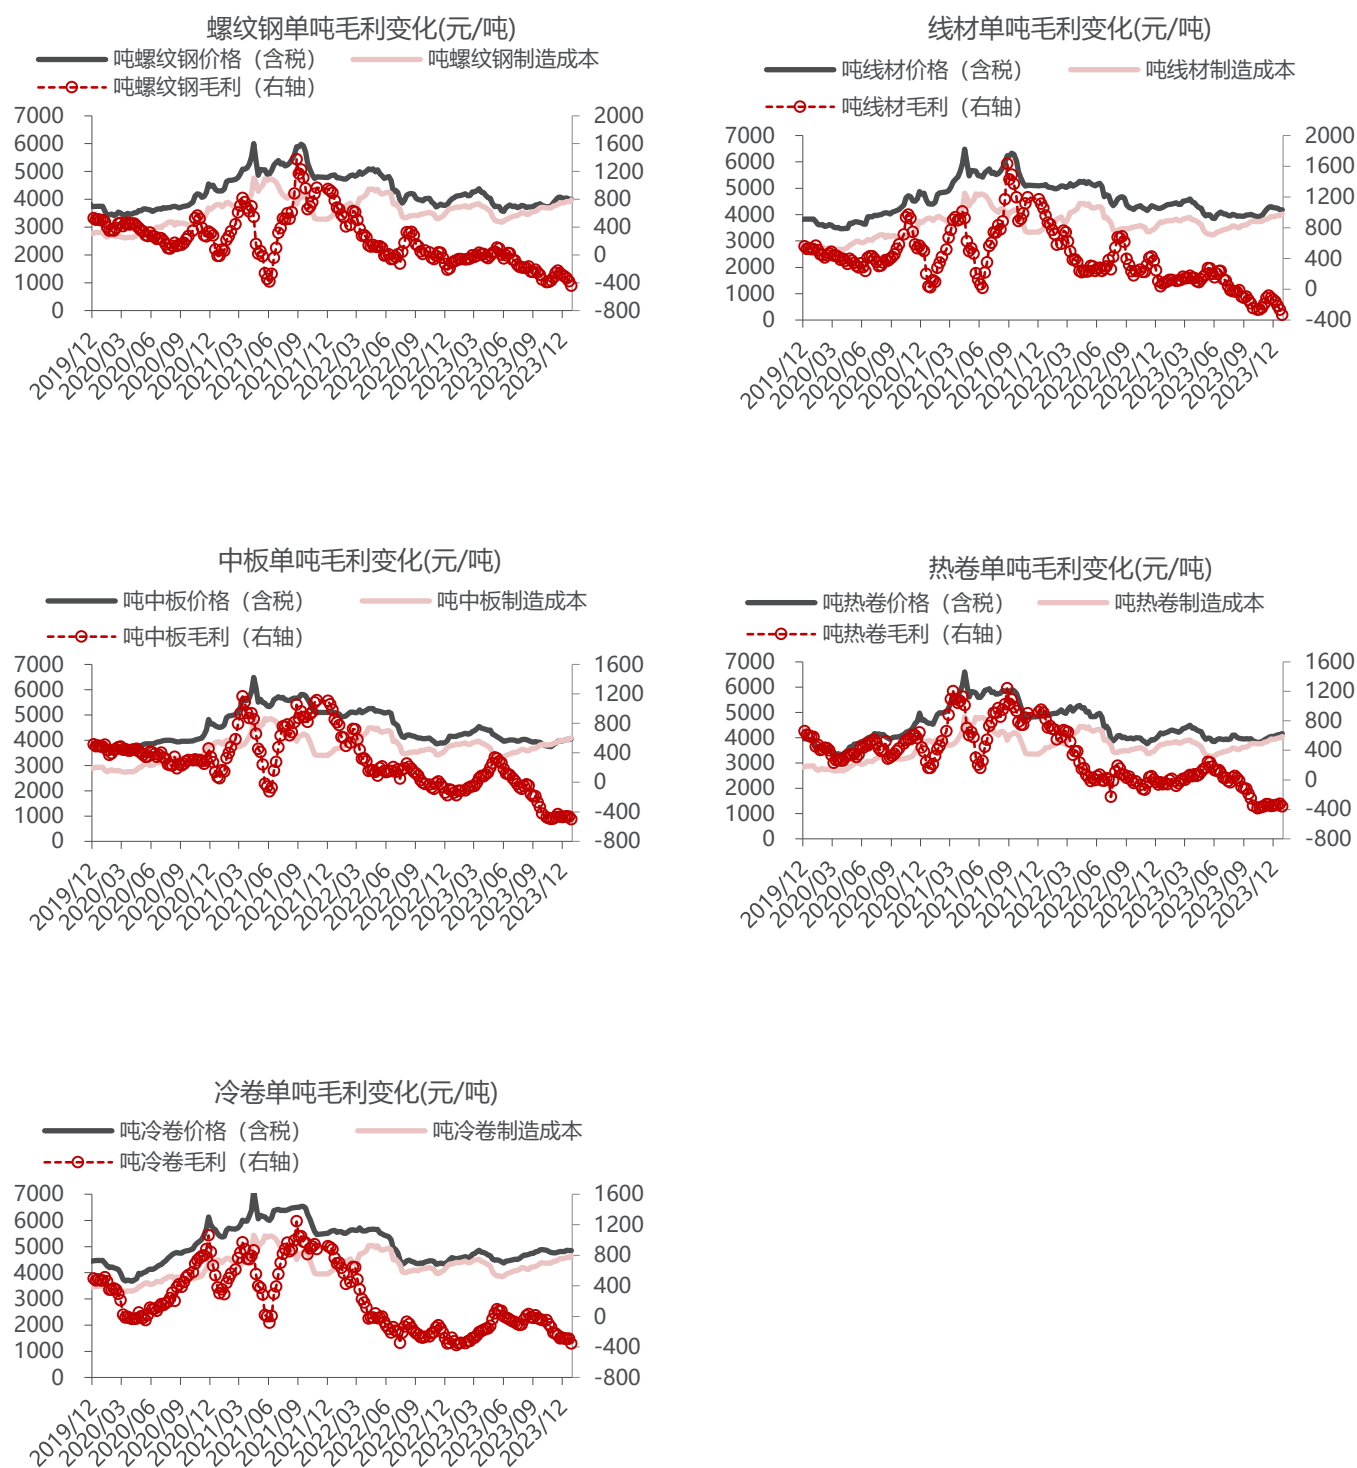 螺纹钢单吨毛利变化(元/吨)
吨螺纹钢价格（含税） 吨螺纹钢制造成本
吨螺纹钢毛利（右轴）
7000 2000
6000 1600
5000 1200
4000 800
3000 400
2000 0
1000 -400
0 -800
2019/12 2020/03 2020/06 2020/09 2020/12 2021/03 2021/06 2021/09 2021/12 2022/03 2022/06 2022/09 2022/12 2023/03 2023/06 2023/09 2023/12
线材单吨毛利变化(元/吨)
吨线材价格（含税） 吨线材制造成本
吨线材毛利（右轴）
7000 2000
6000 1600
5000 1200
4000 800
3000 400
2000 0
1000 -400
0
2019/12 2020/03 2020/06 2020/09 2020/12 2021/03 2021/06 2021/09 2021/12 2022/03 2022/06 2022/09 2022/12 2023/03 2023/06 2023/09 2023/12
中板单吨毛利变化(元/吨)
吨中板价格（含税） 吨中板制造成本
吨中板毛利（右轴）
7000 1600
6000 1200
5000 800
4000 400
3000 0
2000 -400
1000 -800
0
2019/12 2020/03 2020/06 2020/09 2020/12 2021/03 2021/06 2021/09 2021/12 2022/03 2022/06 2022/09 2022/12 2023/03 2023/06 2023/09 2023/12
热卷单吨毛利变化(元/吨)
吨热卷价格（含税） 吨热卷制造成本
吨热卷毛利（右轴）
7000 1600
6000 1200
5000 800
4000 400
3000 0
2000 -400
1000 -800
0
2019/12 2020/03 2020/06 2020/09 2020/12 2021/03 2021/06 2021/09 2021/12 2022/03 2022/06 2022/09 2022/12 2023/03 2023/06 2023/09 2023/12
冷卷单吨毛利变化(元/吨)
吨冷卷价格（含税） 吨冷卷制造成本
吨冷卷毛利（右轴）
7000 1600
6000 1200
5000 800
4000 400
3000 0
2000 -400
1000 -800
0
2019/12 2020/03 2020/06 2020/09 2020/12 2021/03 2021/06 2021/09 2021/12 2022/03 2022/06 2022/09 2022/12 2023/03 2023/06 2023/09 2023/12